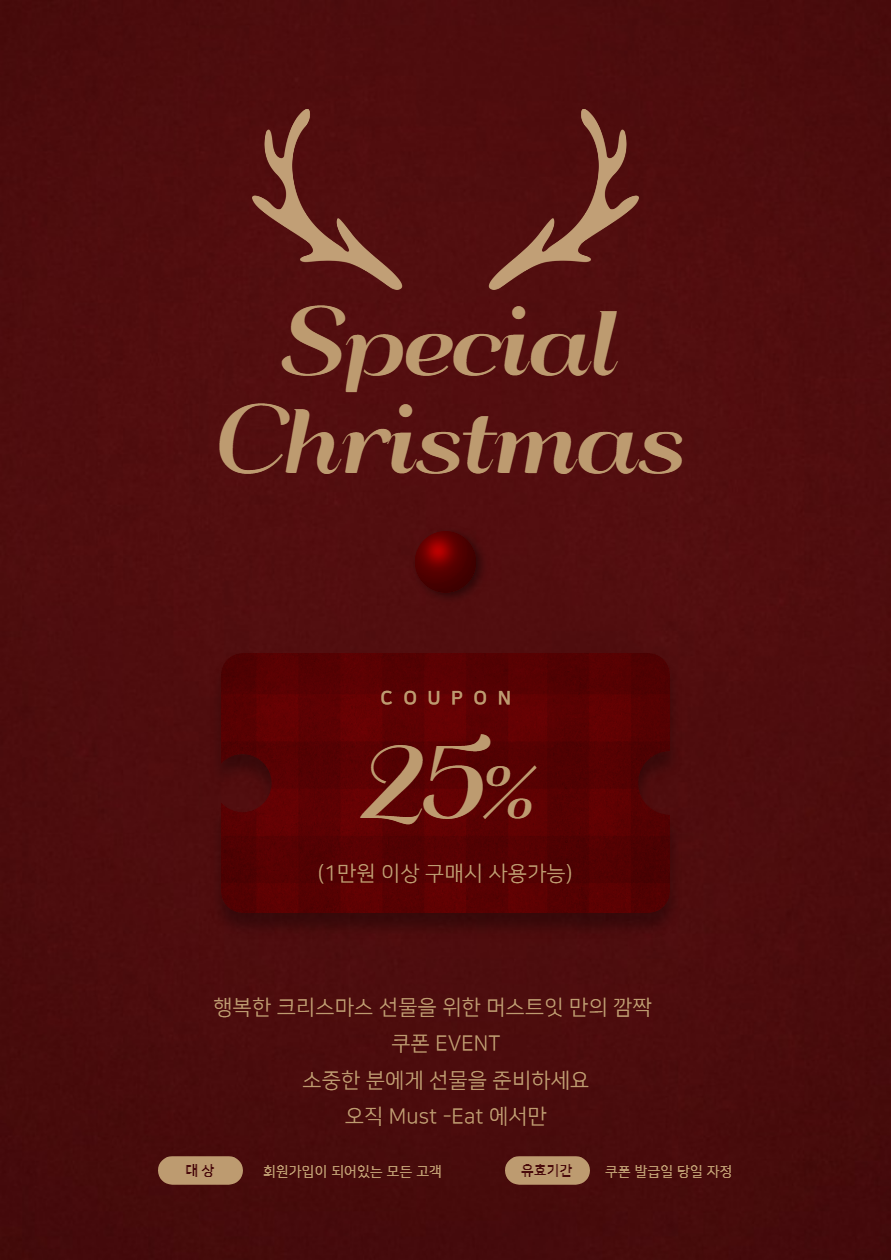 Special
Christmas
COUPON
25%
(1만원 이상 구매시 사용가능)
행복한 크리스마스 선물을 위한 머스트잇 만의 깜짝
쿠폰 EVENT
소중한 분에게 선물을 준비하세요
오직 Must -Eat 에서만
대 상 회원가입이 되어있는 모든 고객 유효기간 쿠폰 발급일 당일 자정